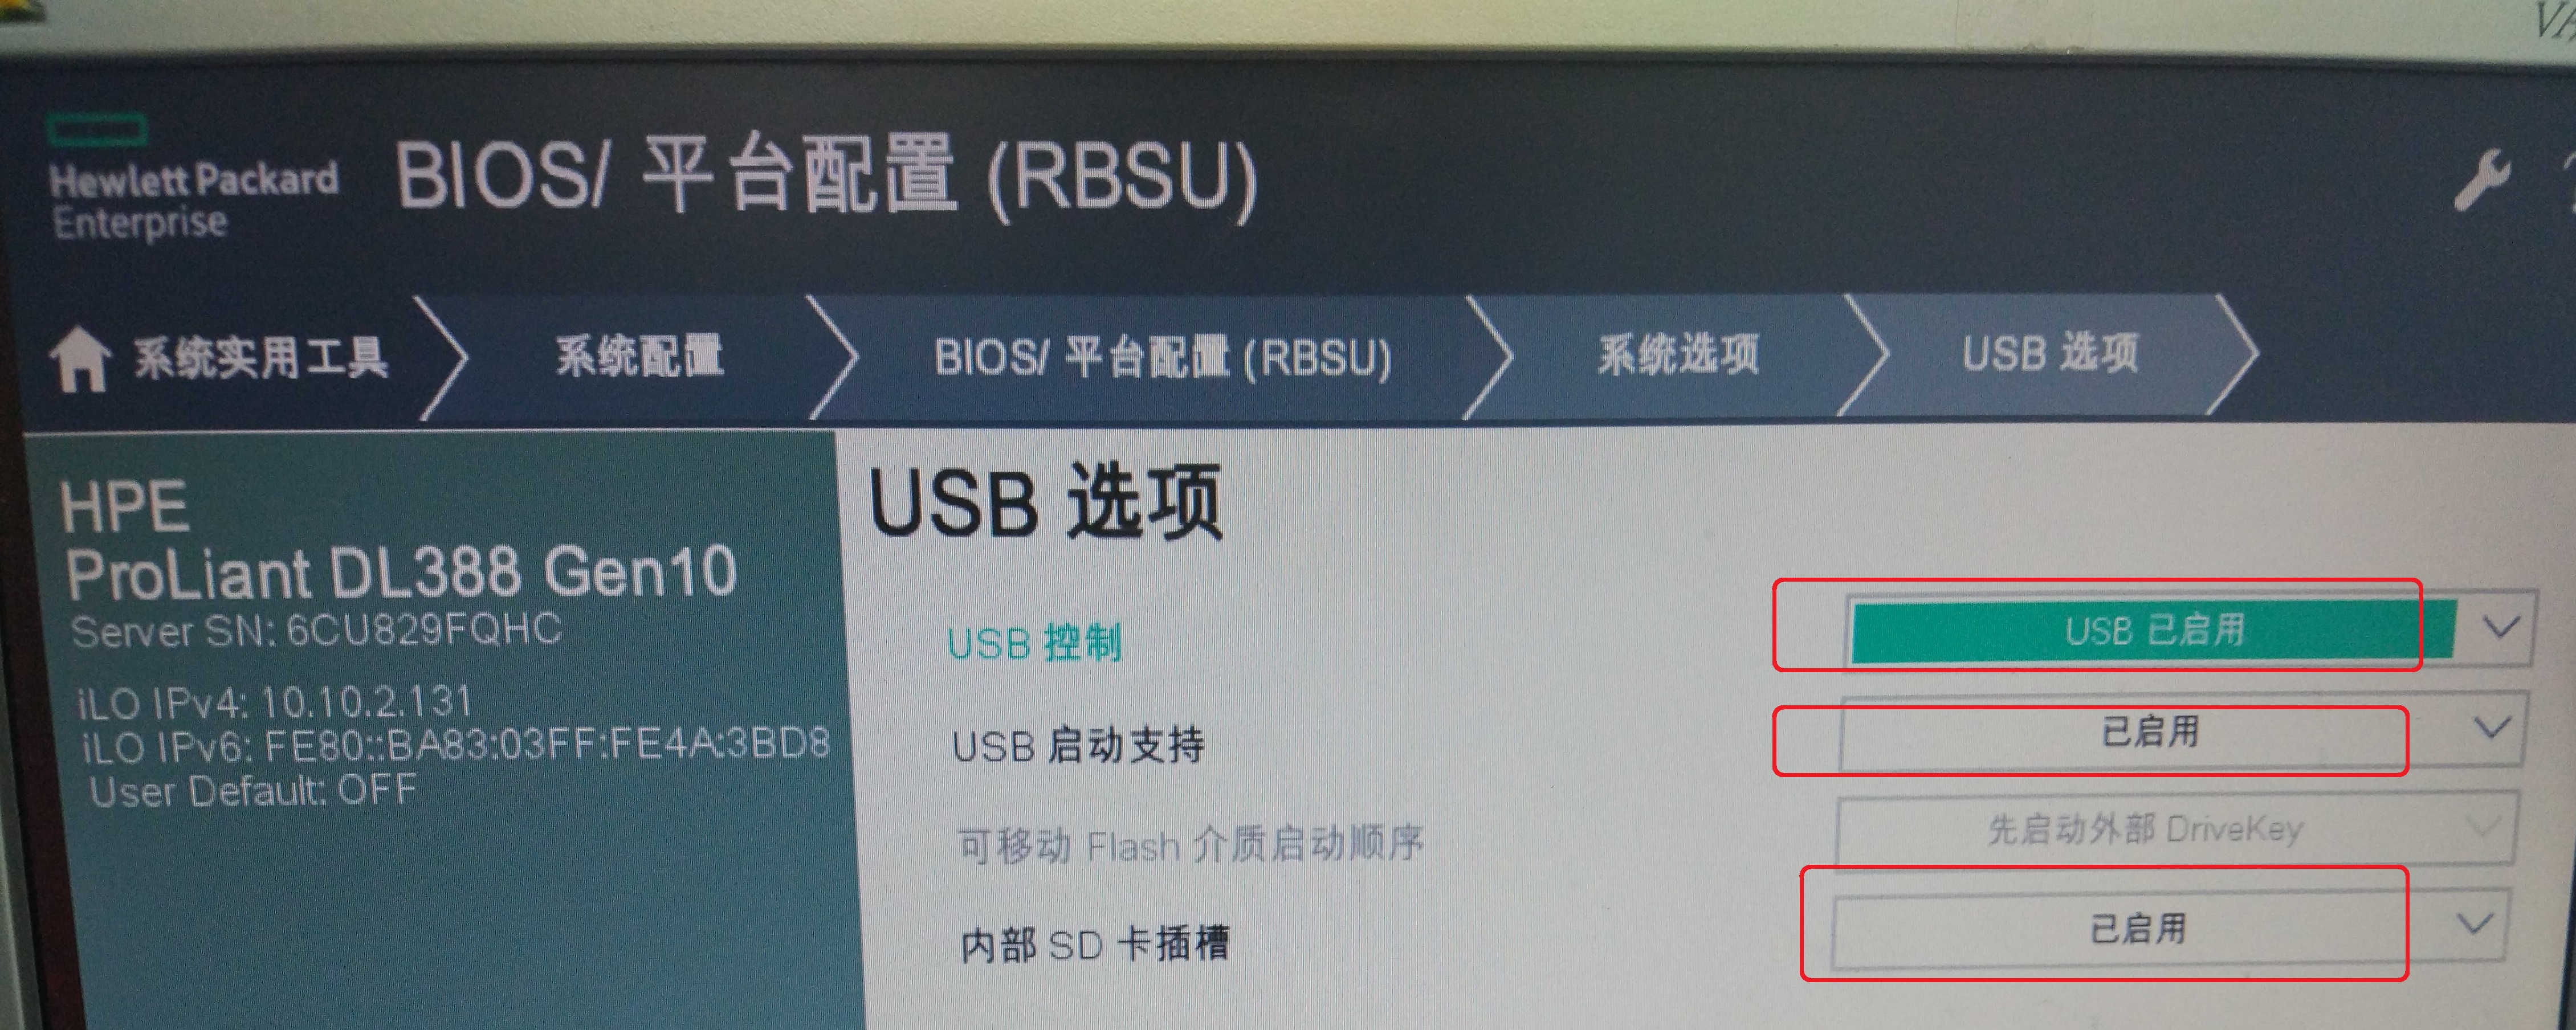 Hewlett Packard
Enterprise
BIOS/ 平台配置 (RBSU)
系统实用工具
系统配置
BIOS/ 平台配置 (RBSU)
系统选项
USB 选项
HPE
ProLiant DL388 Gen10
Server SN: 6CU829FQHC
iLO IPv4: 10.10.2.131
iLO IPv6: FE80::BA83:03FF:FE4A:3BD8
User Default: OFF
USB 选项
USB 控制
USB 已启用
USB 启动支持
已启用
可移动 Flash 介质启动顺序
先启动外部 DriveKey
内部 SD 卡插槽
已启用